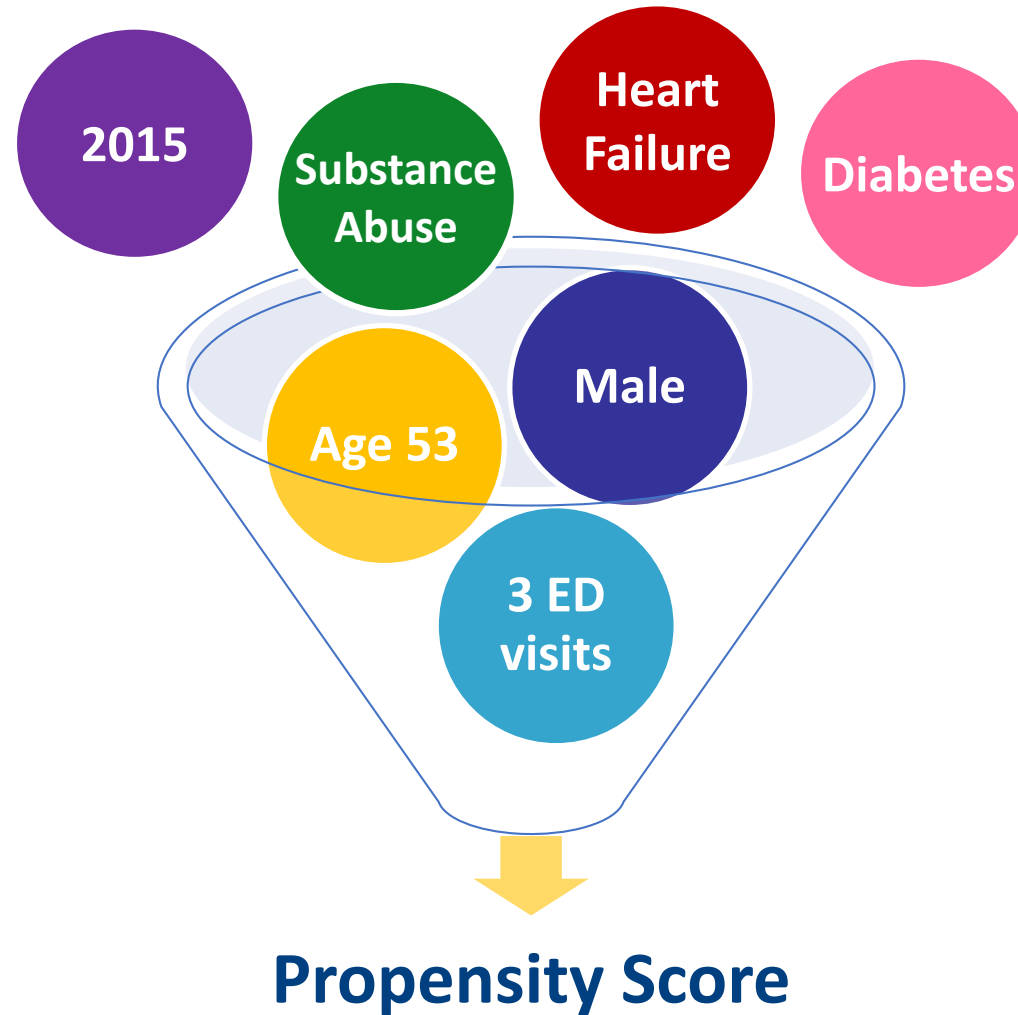 2015
Substance
Abuse
Heart
Failure
Diabetes
Age 53
Male
3 ED
visits
Propensity Score